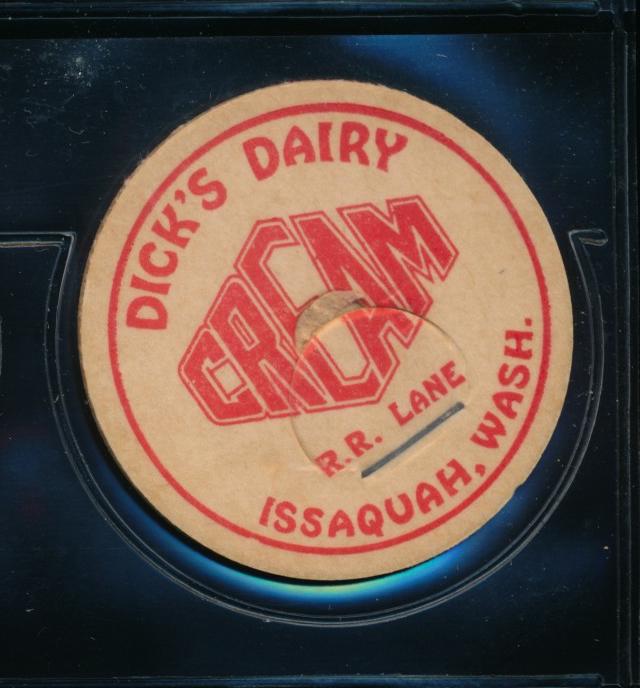 DICK'S DAIRY
CREAM
R.R. LANE
ISSAQUAH, WASH.